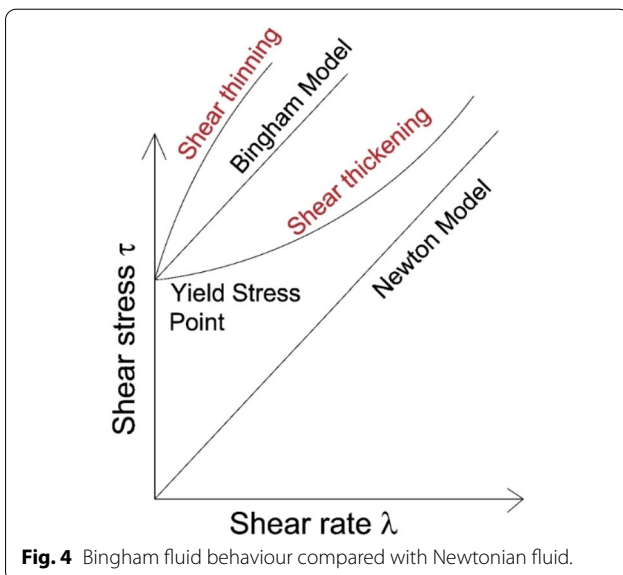 Shear thinning
Bingham Model
Shear thickening
Newton Model
Yield Stress
Point
Shear stress τ
Shear rate λ
Fig. 4 Bingham fluid behaviour compared with Newtonian fluid.